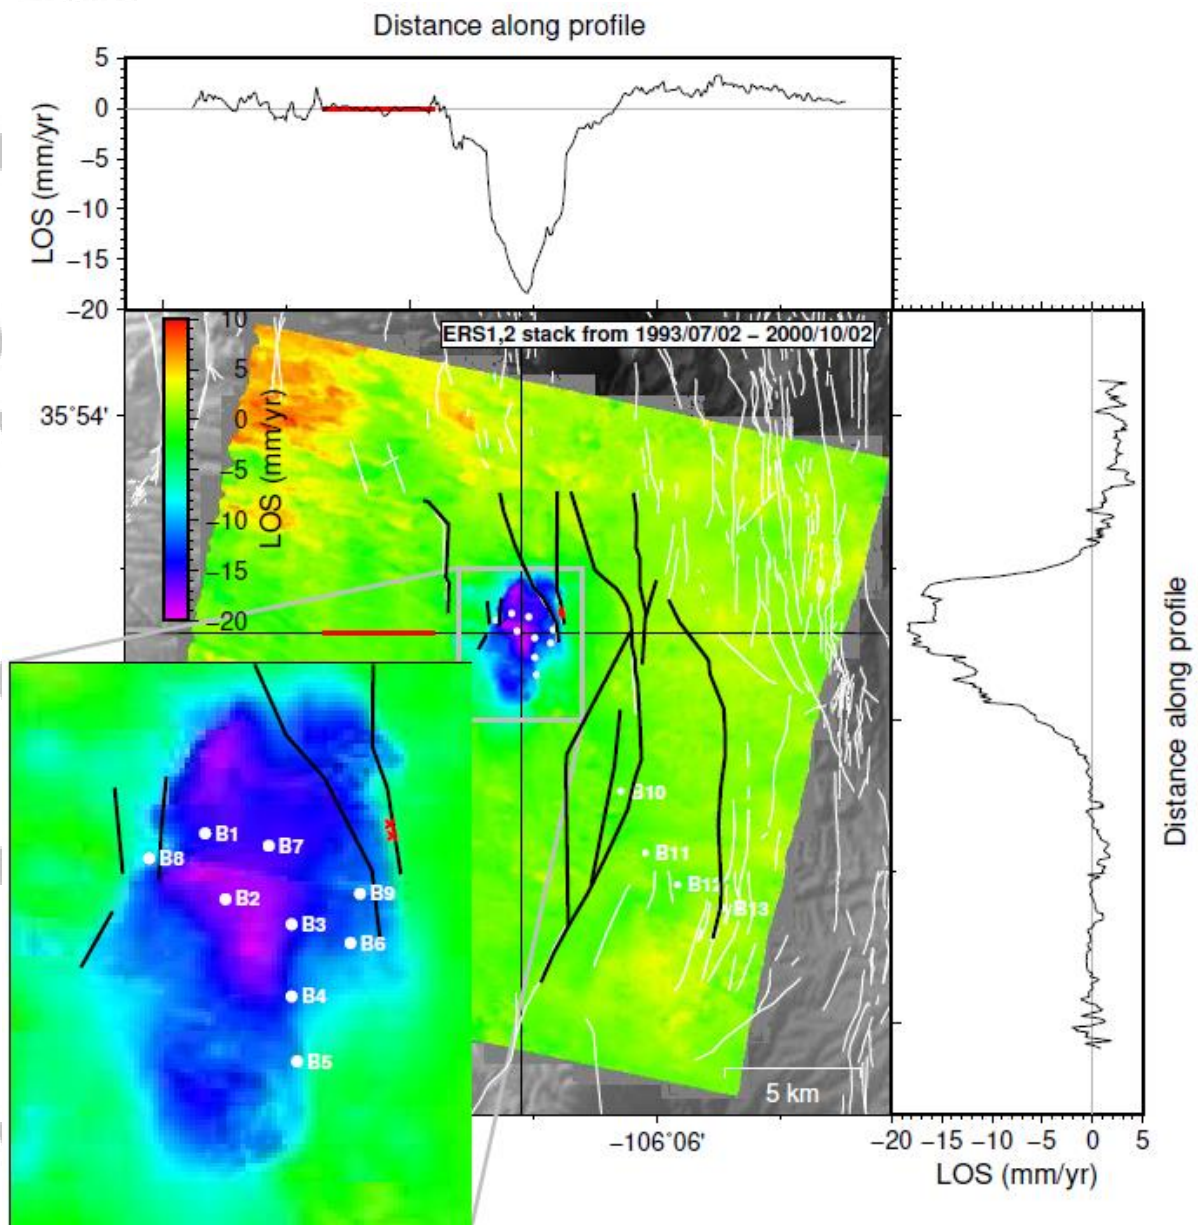 Distance along profile
5
0
−5
−10
−15
−20
LOS (mm/yr)
ERS1,2 stack from 1993/07/02 − 2000/10/02
10
5
0
−5
−10
−15
−20
LOS (mm/yr)
35°54'
B10
B11
B12
B13
5 km
−106°06'
B1
B7
B8
B2
B9
B3
B6
B4
B5
Distance along profile
−20 −15 −10 −5 0 5
LOS (mm/yr)